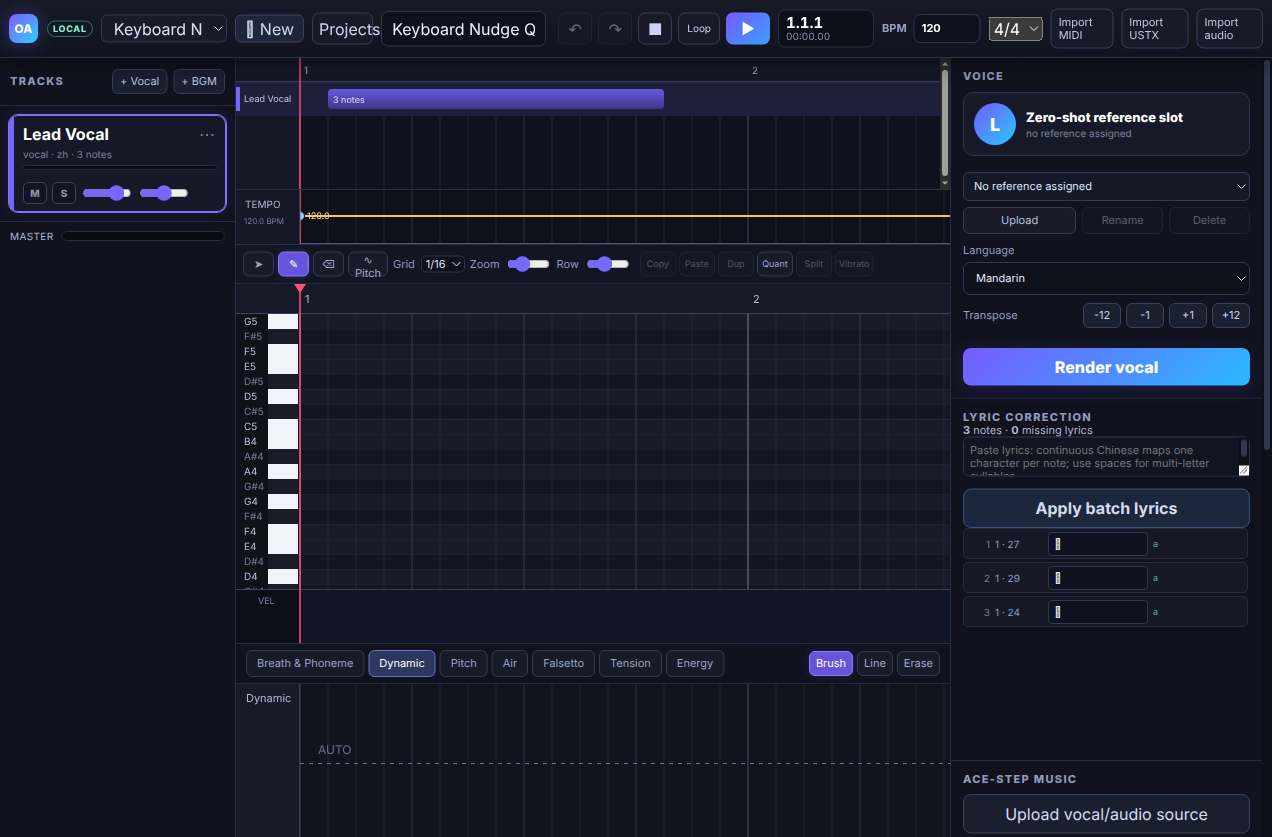 OA
LOCAL
Keyboard N
New
Projects
Keyboard Nudge Q
Loop
1.1.1
00:00.00
BPM
120
4/4
Import MIDI
Import USTX
Import audio
TRACKS
+ Vocal
+ BGM
Lead Vocal
...
vocal · zh · 3 notes
M
S
MASTER
1
2
Lead Vocal
3 notes
TEMPO
120.0 BPM
120.0
Pitch
Grid
1/16
Zoom
Row
Copy
Paste
Dup
Quant
Split
Vibrato
1
2
G5
F#5
F5
E5
D#5
D5
C#5
C5
B4
A#4
A4
G#4
G4
F#4
F4
E4
D#4
D4
VEL
Breath & Phoneme
Dynamic
Pitch
Air
Falsetto
Tension
Energy
Brush
Line
Erase
Dynamic
AUTO
VOICE
L
Zero-shot reference slot
no reference assigned
No reference assigned
Upload
Rename
Delete
Language
Mandarin
Transpose
-12
-1
+1
+12
Render vocal
LYRIC CORRECTION
3 notes · 0 missing lyrics
Paste lyrics: continuous Chinese maps one
character per note; use spaces for multi-letter
syllables
Apply batch lyrics
1 1 · 27
a
2 1 · 29
a
3 1 · 24
a
ACE-STEP MUSIC
Upload vocal/audio source